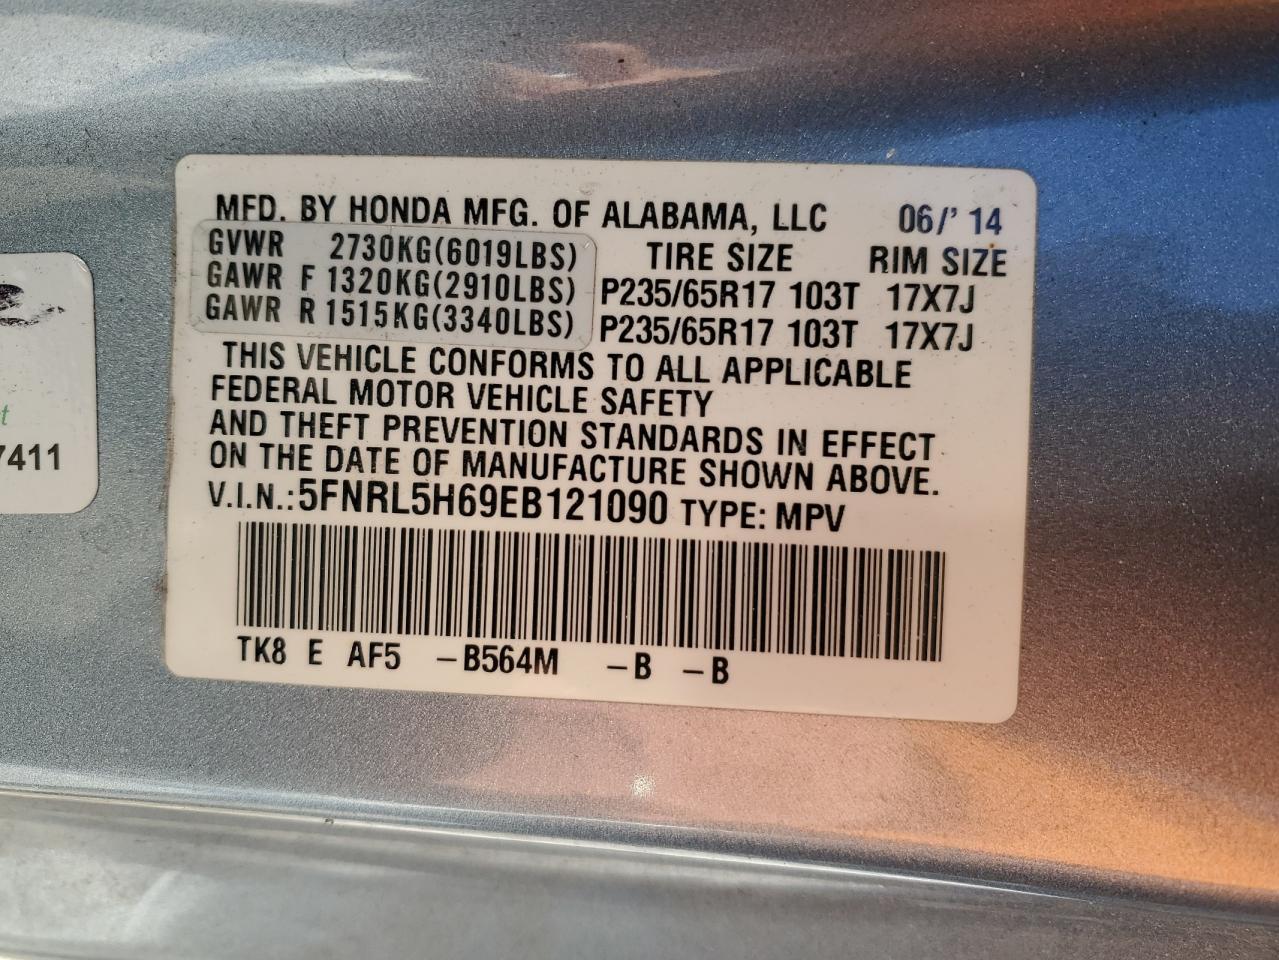 MFD. BY HONDA MFG. OF ALABAMA, LLC 06/' 14
GVWR 2730KG(6019LBS) TIRE SIZE RIM SIZE
GAWR F 1320KG(2910LBS) P235/65R17 103T 17X7J
GAWR R 1515KG(3340LBS) P235/65R17 103T 17X7J
THIS VEHICLE CONFORMS TO ALL APPLICABLE
FEDERAL MOTOR VEHICLE SAFETY
AND THEFT PREVENTION STANDARDS IN EFFECT
ON THE DATE OF MANUFACTURE SHOWN ABOVE.
V.I.N.: 5FNRL5H69EB121090 TYPE: MPV
TK8 E AF5 -B564M -B -B
7411